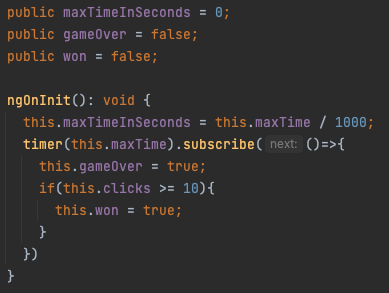 public maxTimeInSeconds = 0;
public gameOver = false;
public won = false;
ngOnInit(): void {
this.maxTimeInSeconds = this.maxTime / 1000;
timer(this.maxTime).subscribe( next: ()=>{
this.gameOver = true;
if(this.clicks >= 10){
this.won = true;
}
})
}